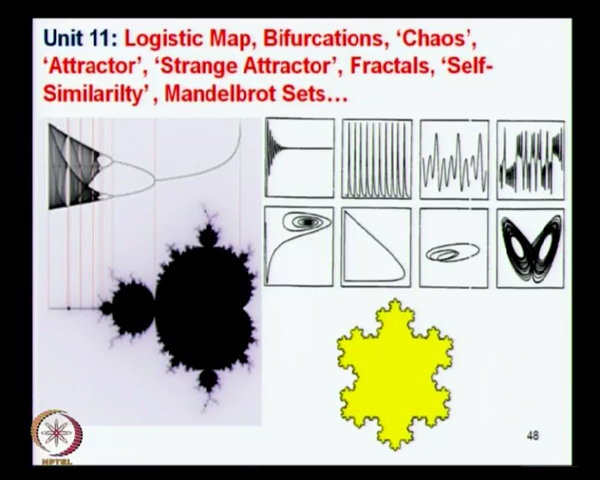 Unit 11: Logistic Map, Bifurcations, ‘Chaos’,
‘Attractor’, ‘Strange Attractor’, Fractals, ‘Self-
Similarilty’ , Mandelbrot Sets...
48
NPTEL